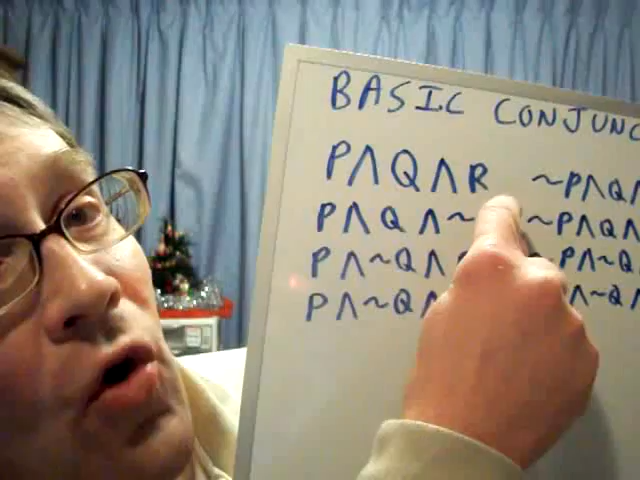 BASIC CONJUNC
P∧Q∧R ~P∧Q∧
P∧Q∧~ ~P∧Q∧
P∧~Q∧ P∧~Q
P∧~Q∧ ∧~Q